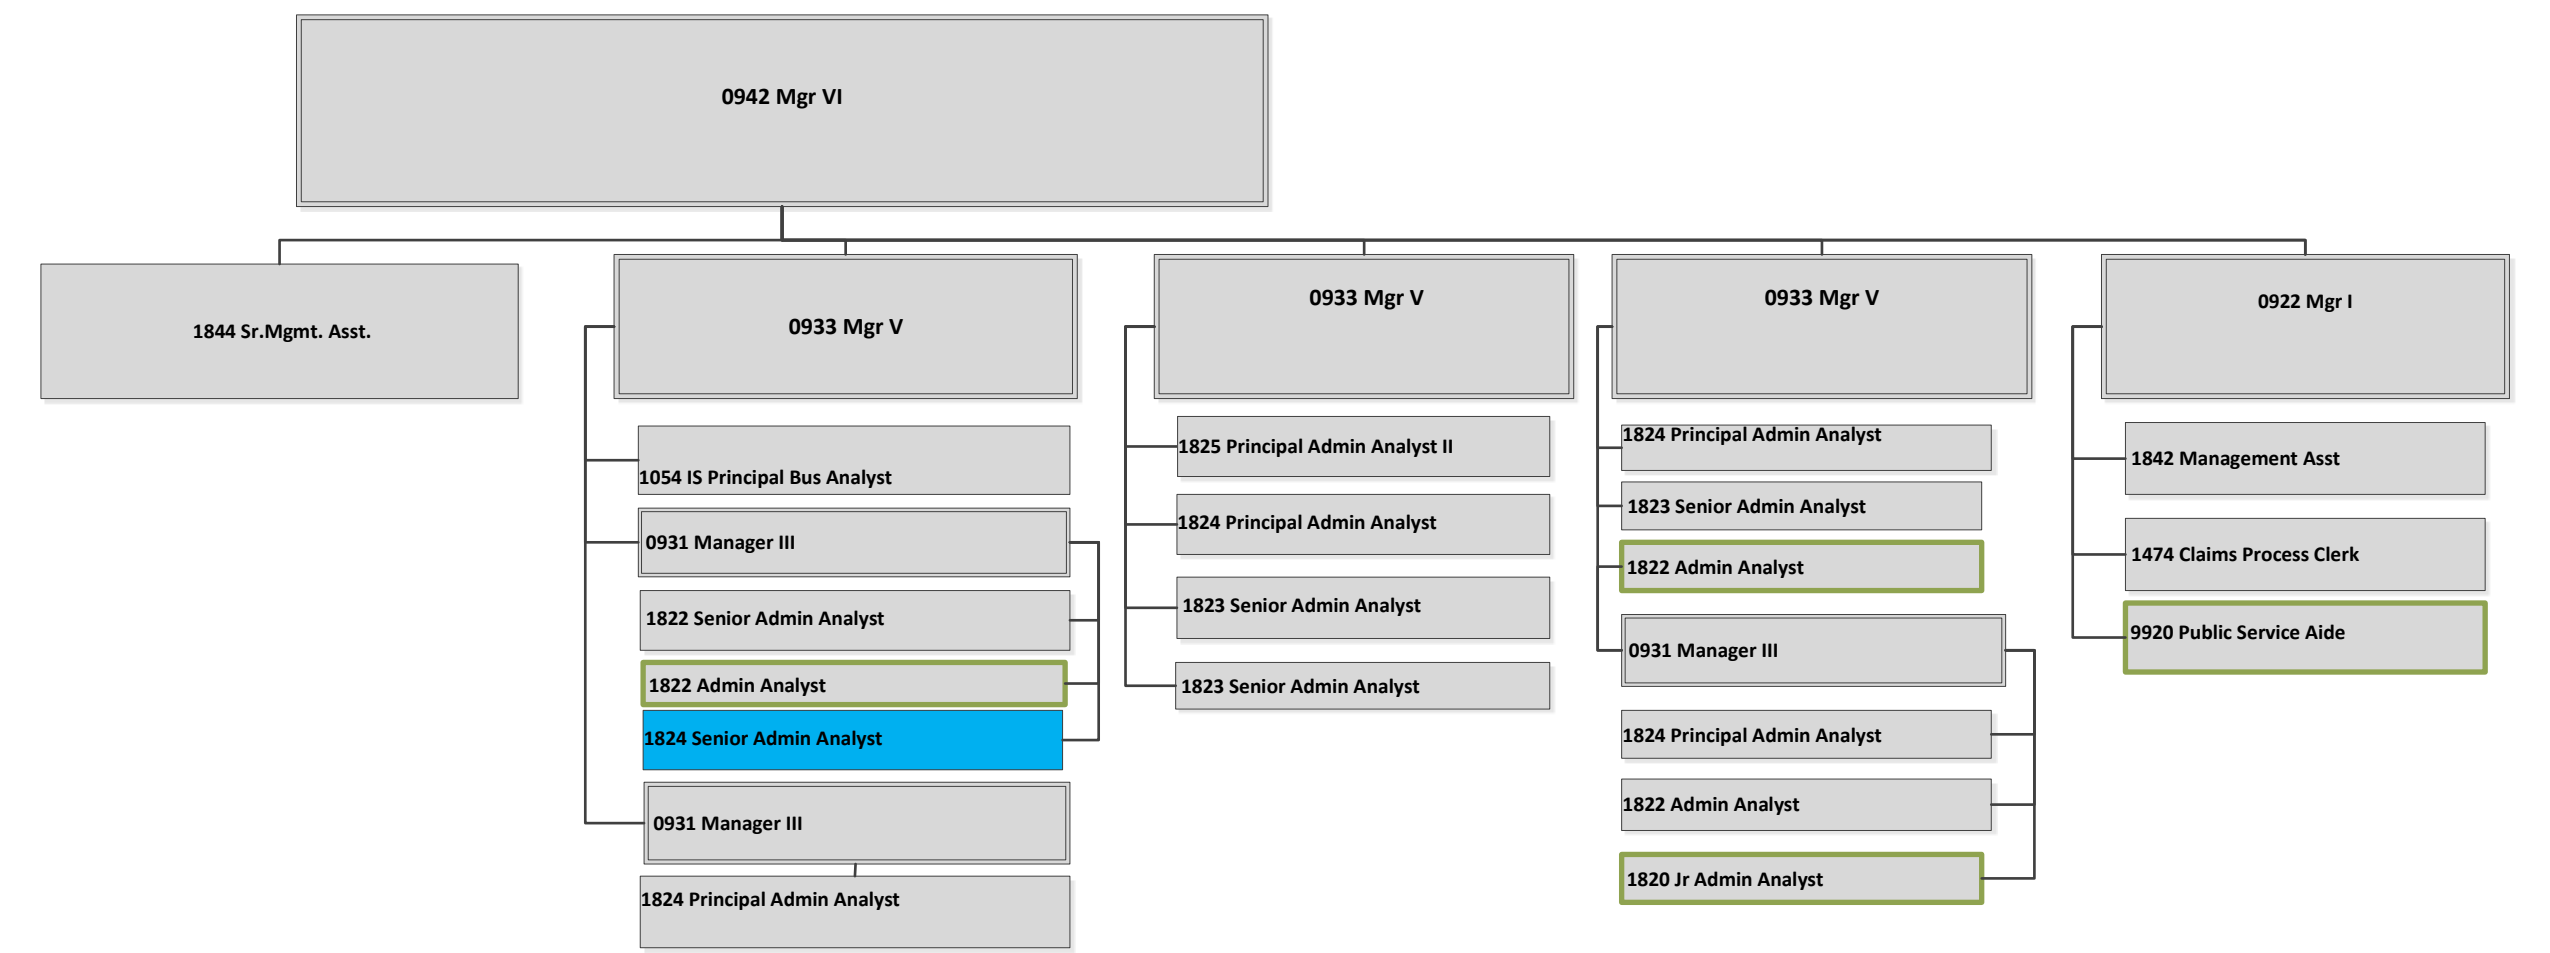 0942 Mgr VI
1844 Sr.Mgmt. Asst.
0933 Mgr V
1054 IS Principal Bus Analyst
0931 Manager III
1822 Senior Admin Analyst
1822 Admin Analyst
1824 Senior Admin Analyst
0931 Manager III
1824 Principal Admin Analyst
0933 Mgr V
1825 Principal Admin Analyst II
1824 Principal Admin Analyst
1823 Senior Admin Analyst
1823 Senior Admin Analyst
0933 Mgr V
1824 Principal Admin Analyst
1823 Senior Admin Analyst
1822 Admin Analyst
0931 Manager III
1824 Principal Admin Analyst
1822 Admin Analyst
1820 Jr Admin Analyst
0922 Mgr I
1842 Management Asst
1474 Claims Process Clerk
9920 Public Service Aide